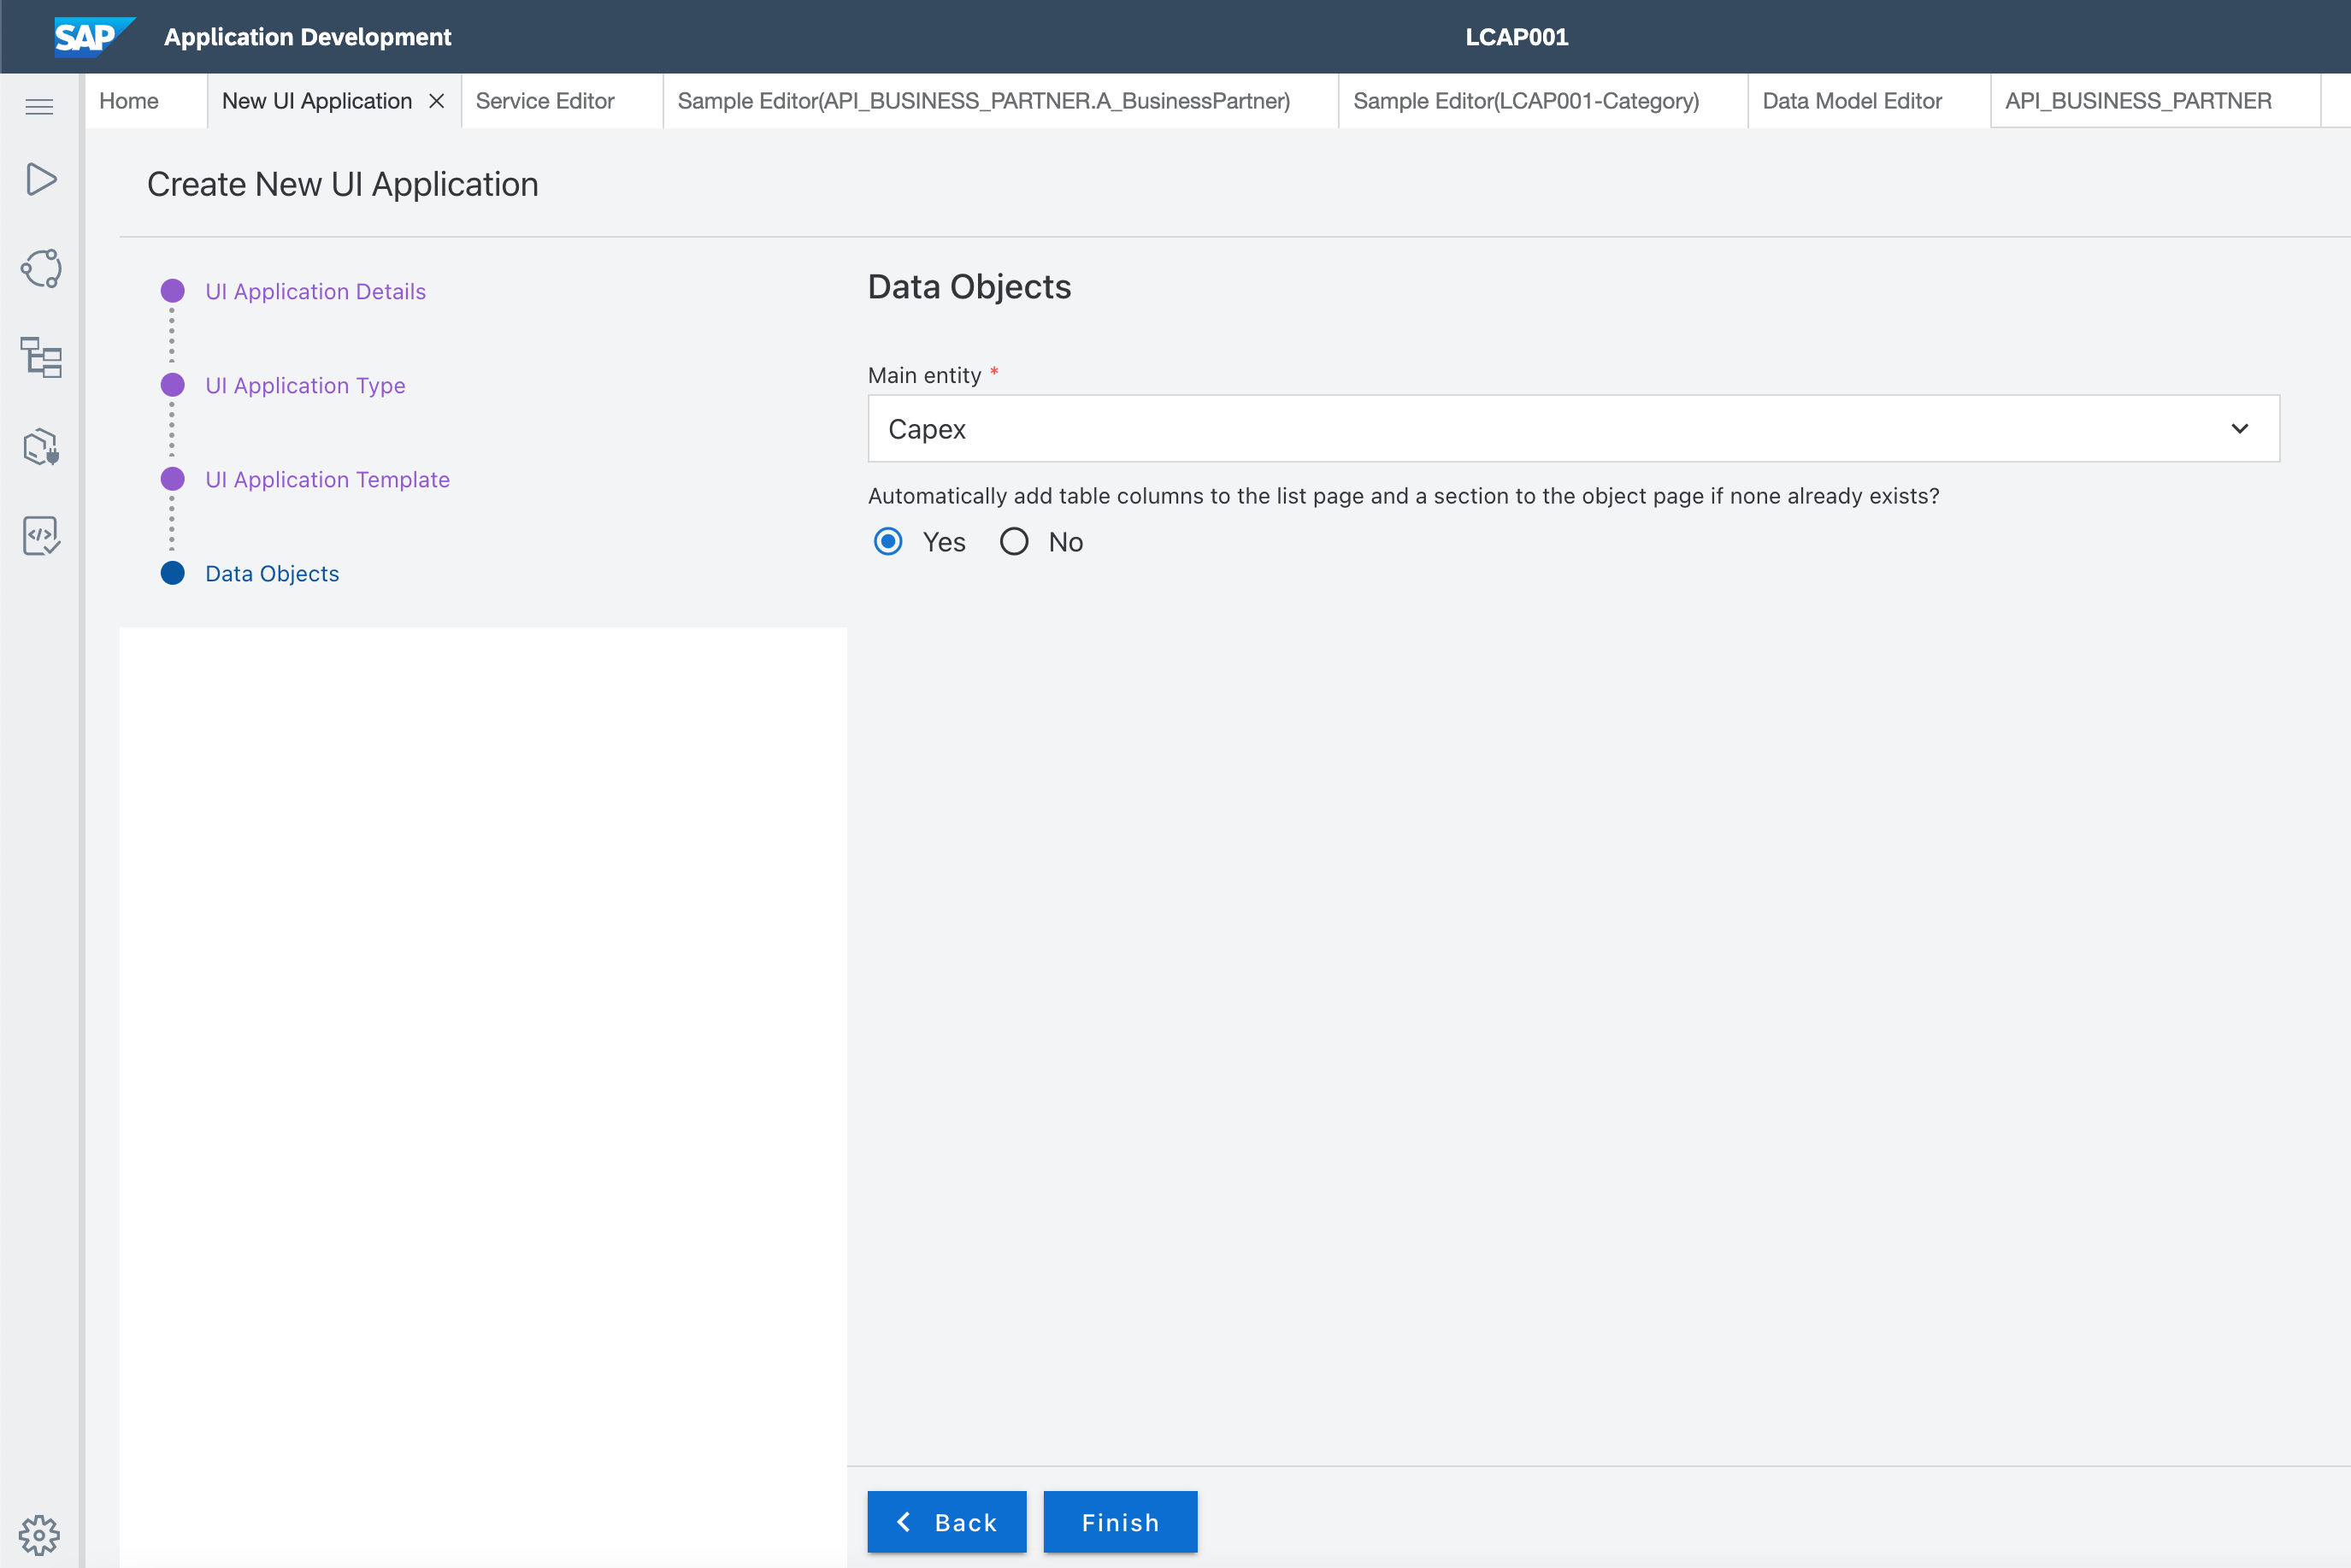 SAP Application Development LCAP001
Home New UI Application Service Editor Sample Editor(API_BUSINESS_PARTNER.A_BusinessPartner) Sample Editor(LCAP001-Category) Data Model Editor API_BUSINESS_PARTNER
Create New UI Application
UI Application Details
UI Application Type
UI Application Template
Data Objects
Data Objects
Main entity *
Capex
Automatically add table columns to the list page and a section to the object page if none already exists?
Yes No
Back Finish